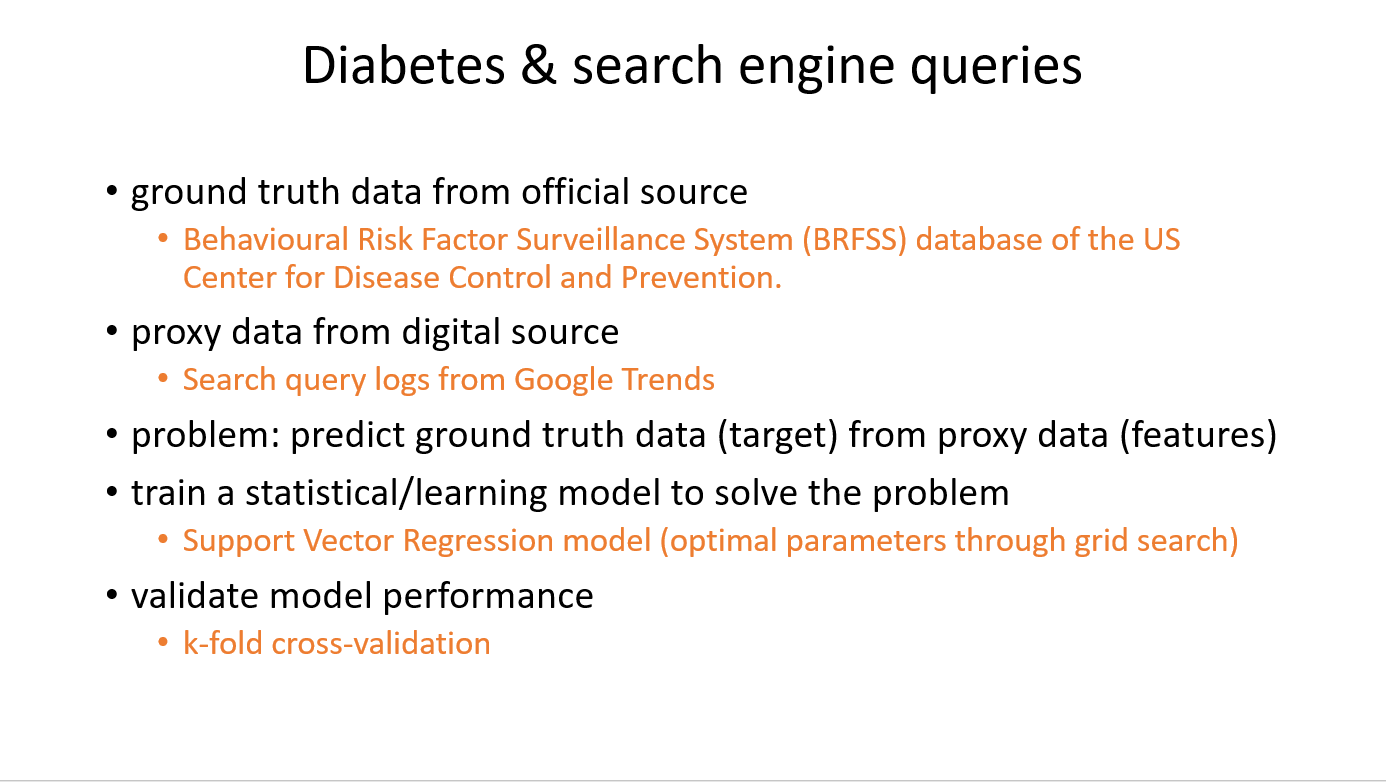 Diabetes & search engine queries
• ground truth data from official source
• Behavioural Risk Factor Surveillance System (BRFSS) database of the US
Center for Disease Control and Prevention.
• proxy data from digital source
• Search query logs from Google Trends
• problem: predict ground truth data (target) from proxy data (features)
• train a statistical/learning model to solve the problem
• Support Vector Regression model (optimal parameters through grid search)
• validate model performance
• k-fold cross-validation